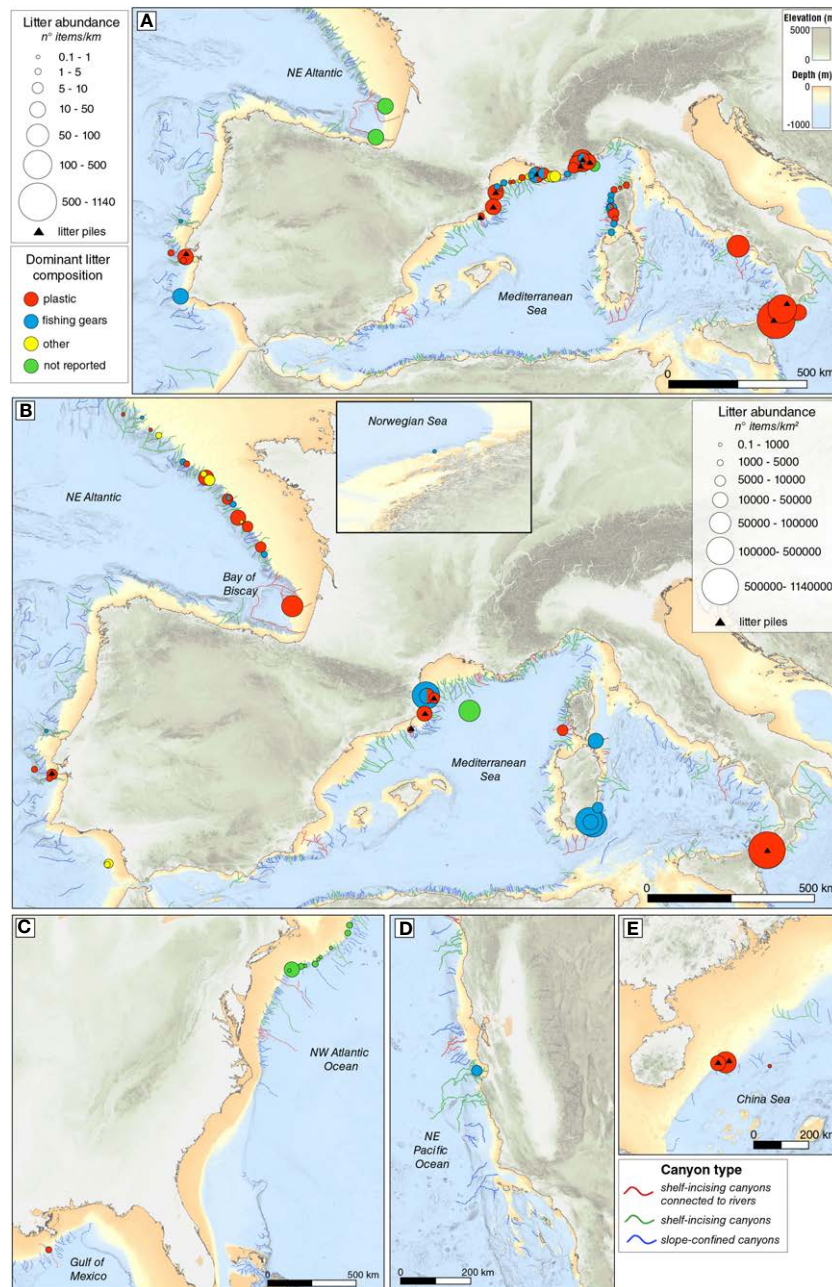 Litter abundance
n° items/km
0.1 - 1
1 - 5
5 - 10
10 - 50
50 - 100
100 - 500
500 - 1140
litter piles
Dominant litter
composition
plastic
fishing gears
other
not reported
A
NE Altantic
Mediterranean
Sea
Elevation (m
5000
0
Depth (m)
0
-1000
0
500 km
B
NE Altantic
Bay of
Biscay
Norwegian Sea
Mediterranean
Sea
Litter abundance
n° items/km²
0.1 - 1000
1000 - 5000
5000 - 10000
10000 - 50000
50000 - 100000
100000- 500000
500000- 1140000
litter piles
0
500 km
C
NW Atlantic
Ocean
Gulf of
Mexico
0
500 km
D
NE
Pacific
Ocean
0
200 km
E
China Sea
0
200 km
Canyon type
shelf-incising canyons
connected to rivers
shelf-incising canyons
slope-confined canyons